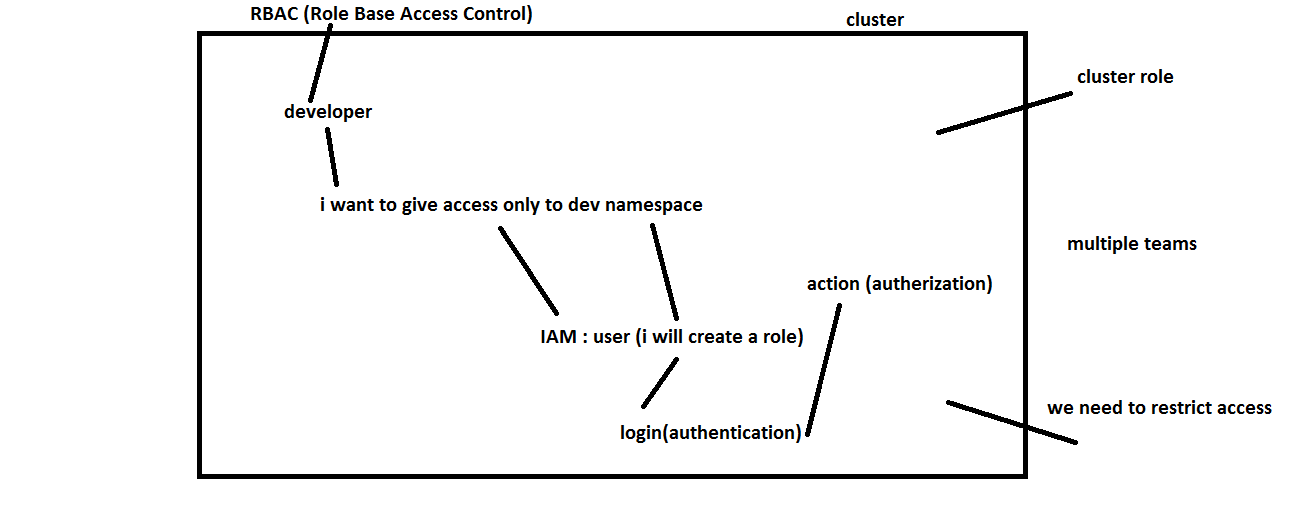 RBAC (Role Base Access Control)
cluster
cluster role
developer
i want to give access only to dev namespace
multiple teams
action (autherization)
IAM : user (i will create a role)
we need to restrict access
login(authentication)